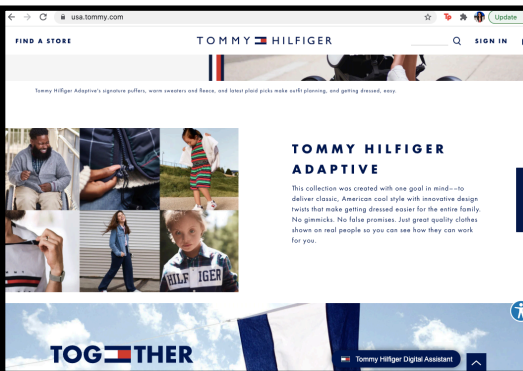 usa.tommy.com
Update
FIND A STORE
TOMMY HILFIGER
SIGN IN
Tommy Hilfiger Adaptive's signature puffers, warm sweaters and fleece, and latest plaid picks make outfit planning, and getting dressed, easy.
TOMMY HILFIGER
ADAPTIVE
This collection was created with one goal in mind––to
deliver classic, American cool style with innovative design
twists that make getting dressed easier for the entire family.
No gimmicks. No false promises. Just great quality clothes
shown on real people so you can see how they can work
for you.
HILF IGER
TOGETHER
Tommy Hilfiger Digital Assistant